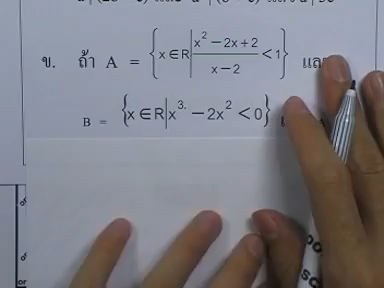 ข. ถ้า A = {x ∈ R | (x² − 2x + 2)/(x − 2) < 1} และ
B = {x ∈ R | x³ − 2x² < 0}